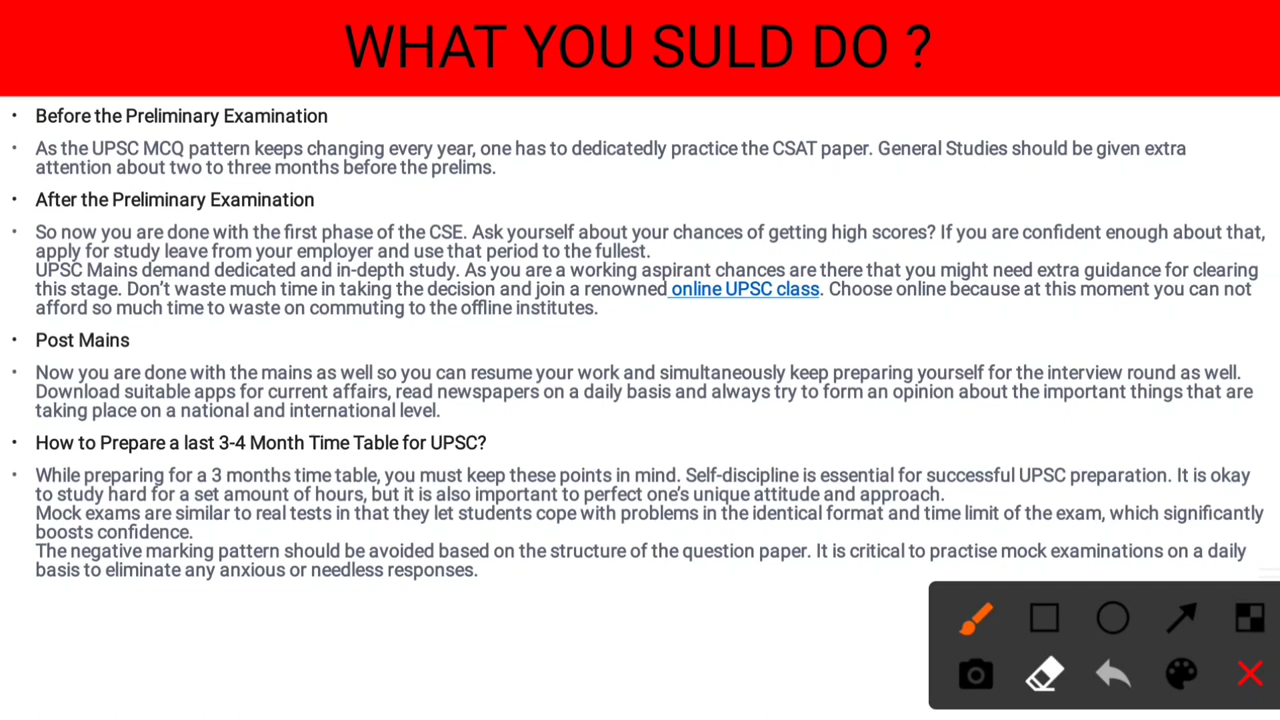 WHAT YOU SULD DO ?
• Before the Preliminary Examination
• As the UPSC MCQ pattern keeps changing every year, one has to dedicatedly practice the CSAT paper. General Studies should be given extra
attention about two to three months before the prelims.
• After the Preliminary Examination
• So now you are done with the first phase of the CSE. Ask yourself about your chances of getting high scores? If you are confident enough about that,
apply for study leave from your employer and use that period to the fullest.
UPSC Mains demand dedicated and in-depth study. As you are a working aspirant chances are there that you might need extra guidance for clearing
this stage. Don’t waste much time in taking the decision and join a renowned online UPSC class. Choose online because at this moment you can not
afford so much time to waste on commuting to the offline institutes.
• Post Mains
• Now you are done with the mains as well so you can resume your work and simultaneously keep preparing yourself for the interview round as well.
Download suitable apps for current affairs, read newspapers on a daily basis and always try to form an opinion about the important things that are
taking place on a national and international level.
• How to Prepare a last 3-4 Month Time Table for UPSC?
• While preparing for a 3 months time table, you must keep these points in mind. Self-discipline is essential for successful UPSC preparation. It is okay
to study hard for a set amount of hours, but it is also important to perfect one’s unique attitude and approach.
Mock exams are similar to real tests in that they let students cope with problems in the identical format and time limit of the exam, which significantly
boosts confidence.
The negative marking pattern should be avoided based on the structure of the question paper. It is critical to practise mock examinations on a daily
basis to eliminate any anxious or needless responses.